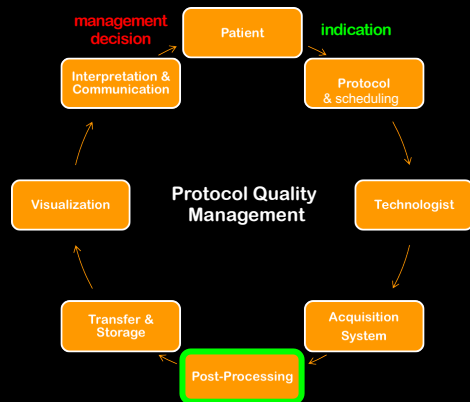 management
decision
Patient
indication
Interpretation &
Communication
Protocol
& scheduling
Visualization
Protocol Quality
Management
Technologist
Transfer &
Storage
Acquisition
System
Post-Processing